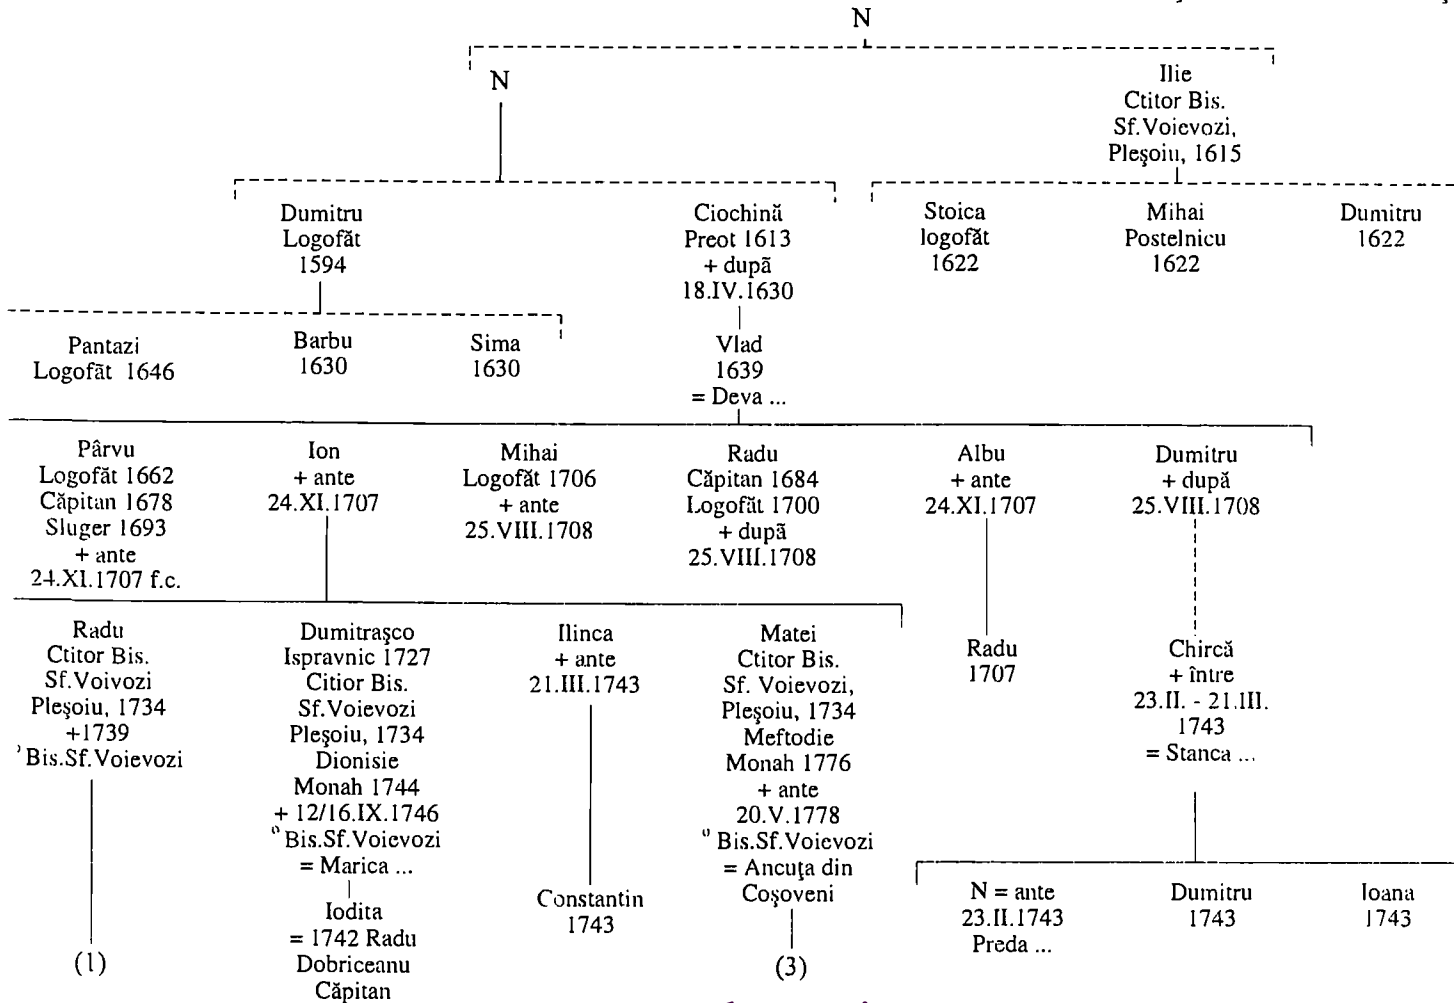 N
N
Ilie
Ctitor Bis.
Sf.Voievozi,
Pleşoiu, 1615
Dumitru
Logofăt
1594
Ciochină
Preot 1613
+ după
18.IV.1630
Stoica
logofăt
1622
Mihai
Postelnicu
1622
Dumitru
1622
Pantazi
Logofăt 1646
Barbu
1630
Sima
1630
Vlad
1639
= Deva ...
Pârvu
Logofăt 1662
Căpitan 1678
Sluger 1693
+ ante
24.XI.1707 f.c.
Ion
+ ante
24.XI.1707
Mihai
Logofăt 1706
+ ante
25.VIII.1708
Radu
Căpitan 1684
Logofăt 1700
+ după
25.VIII.1708
Albu
+ ante
24.XI.1707
Dumitru
+ după
25.VIII.1708
Radu
Ctitor Bis.
Sf.Voivozi
Pleşoiu, 1734
+1739
Bis.Sf.Voievozi
Dumitraşco
Ispravnic 1727
Citior Bis.
Sf.Voievozi
Pleşoiu, 1734
Dionisie
Monah 1744
+ 12/16.IX.1746
º Bis.Sf.Voievozi
= Marica ...
Iodita
= 1742 Radu
Dobriceanu
Căpitan
Ilinca
+ ante
21.III.1743
Constantin
1743
Matei
Ctitor Bis.
Sf. Voievozi,
Pleşoiu, 1734
Meftodie
Monah 1776
+ ante
20.V.1778
º Bis.Sf.Voievozi
= Ancuţa din
Coşoveni
Radu
1707
Chircă
+ între
23.II. - 21.III.
1743
= Stanca ...
N = ante
23.II.1743
Preda ...
Dumitru
1743
Ioana
1743
(1)
(3)